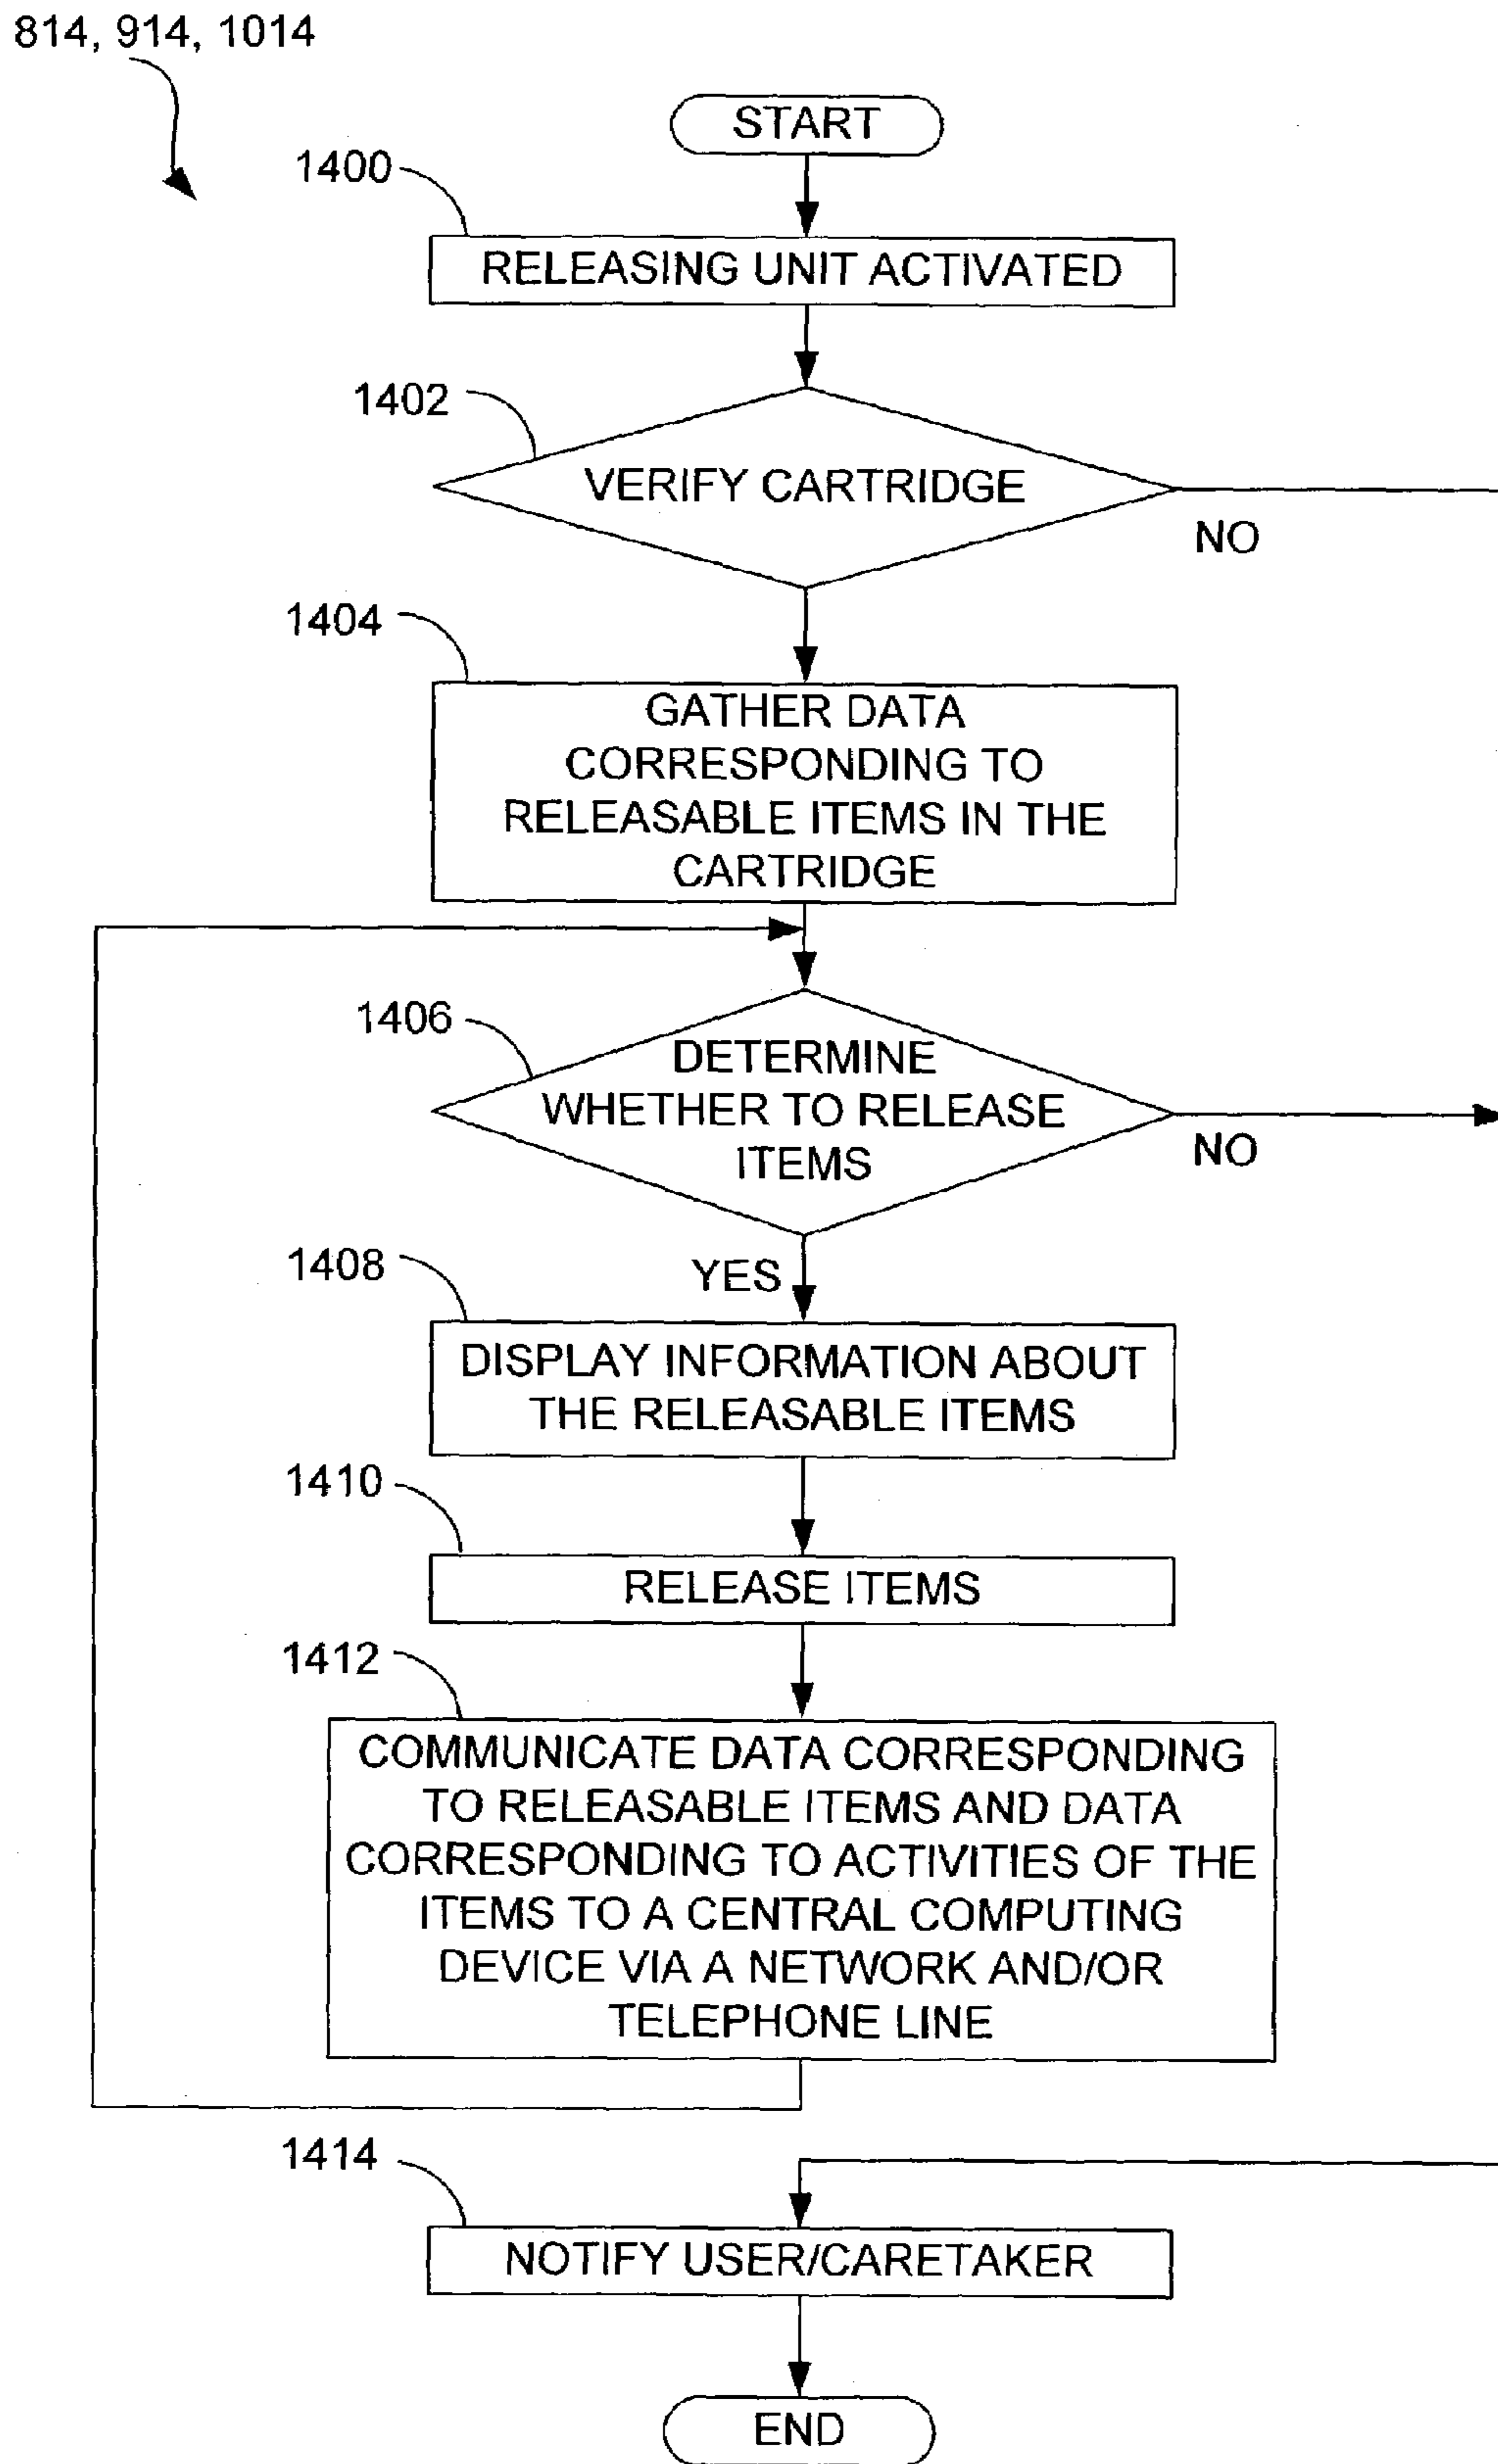 814, 914, 1014
START
1400
RELEASING UNIT ACTIVATED
1402
VERIFY CARTRIDGE
NO
1404
GATHER DATA
CORRESPONDING TO
RELEASABLE ITEMS IN THE
CARTRIDGE
1406
DETERMINE
WHETHER TO RELEASE
ITEMS
NO
YES
1408
DISPLAY INFORMATION ABOUT
THE RELEASABLE ITEMS
1410
RELEASE ITEMS
1412
COMMUNICATE DATA CORRESPONDING
TO RELEASABLE ITEMS AND DATA
CORRESPONDING TO ACTIVITIES OF THE
ITEMS TO A CENTRAL COMPUTING
DEVICE VIA A NETWORK AND/OR
TELEPHONE LINE
1414
NOTIFY USER/CARETAKER
END